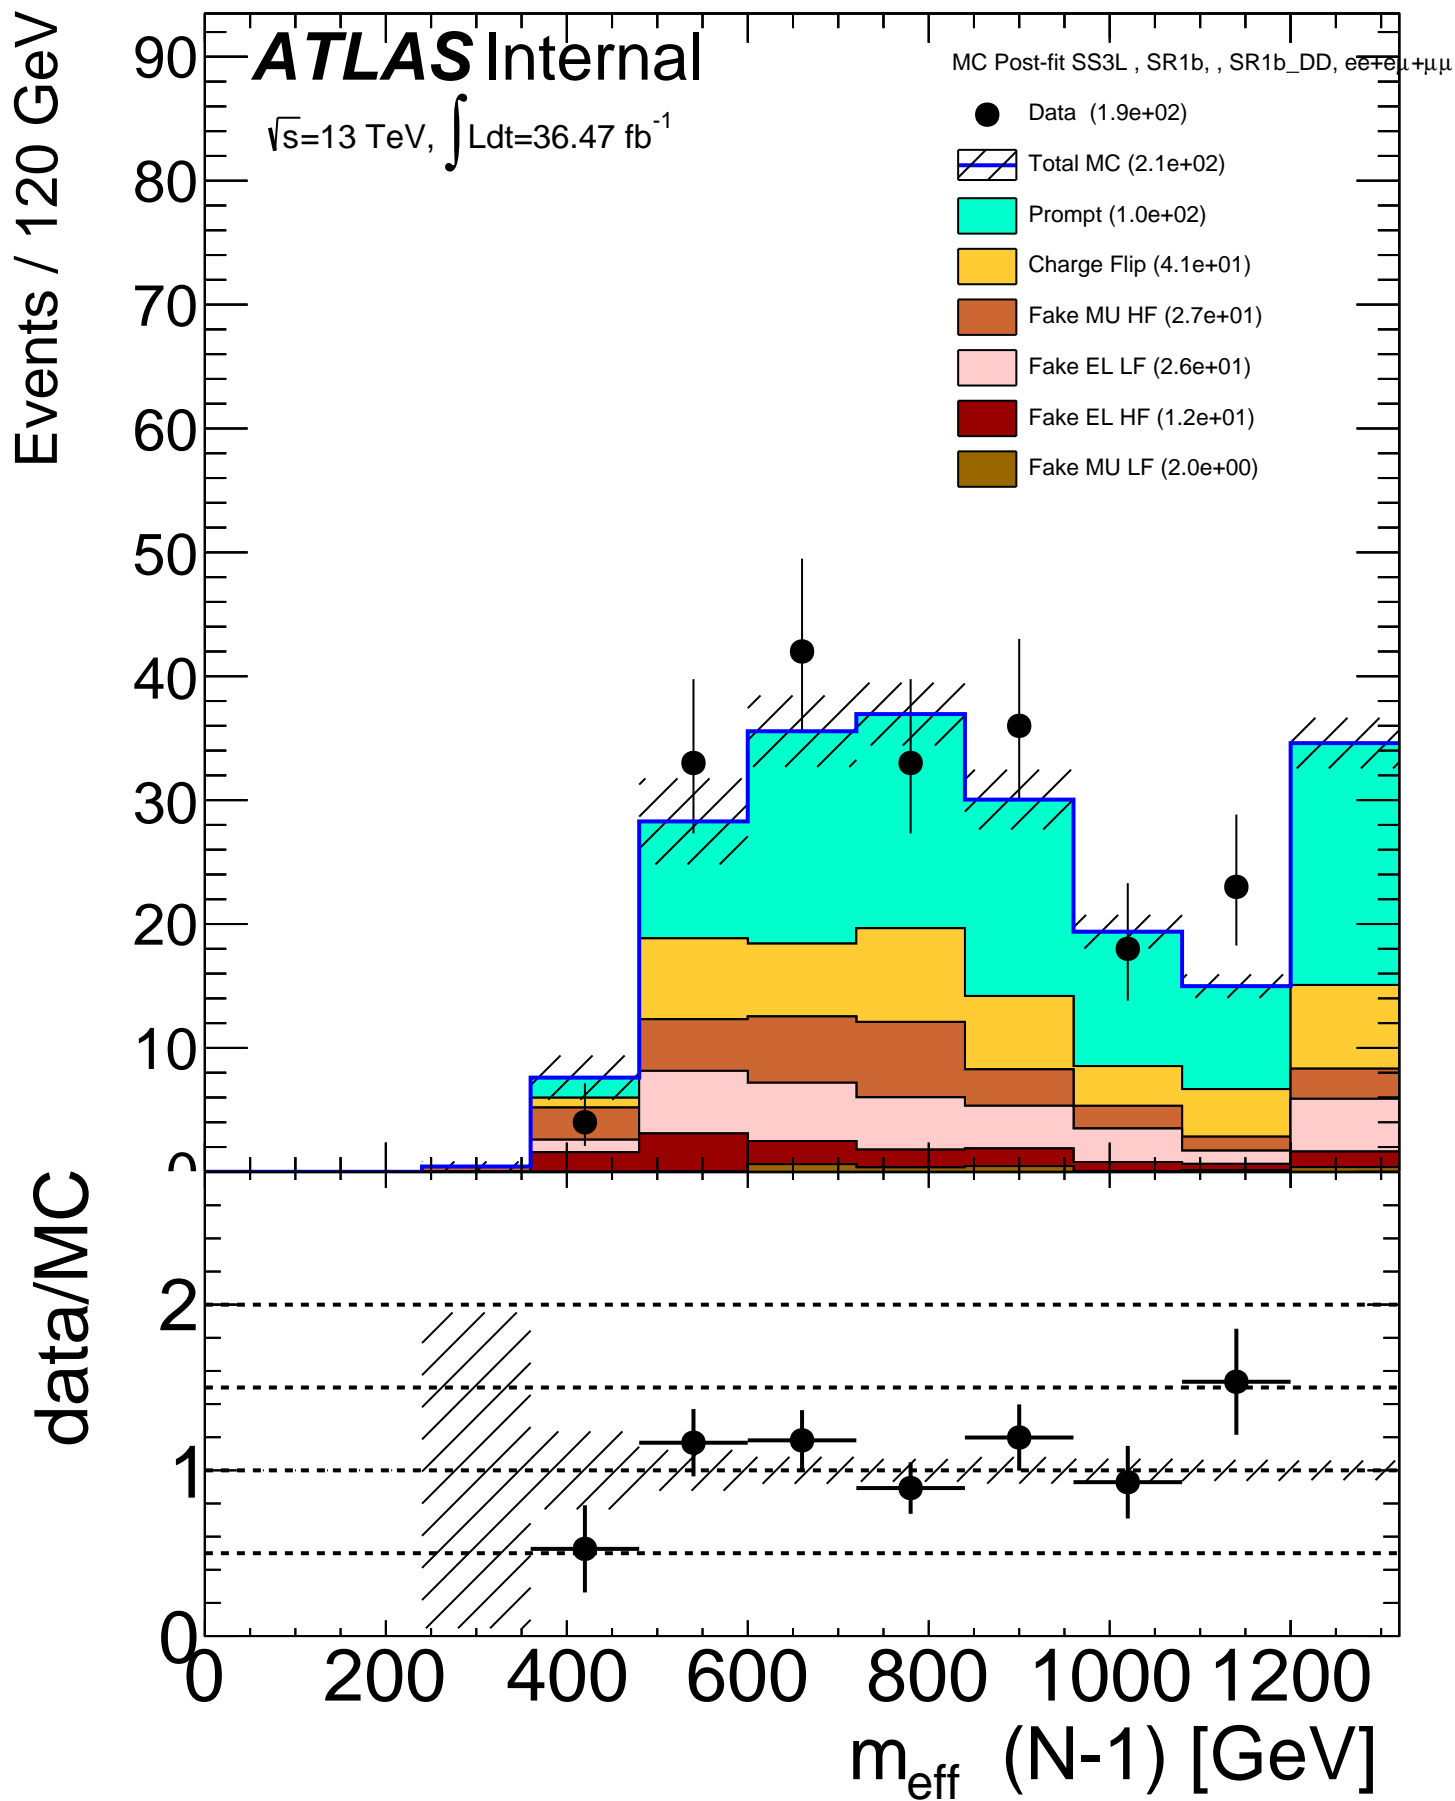 Events / 120 GeV
90
80
70
60
50
40
30
20
10
0
ATLAS Internal
√s=13 TeV, ∫Ldt=36.47 fb⁻¹
MC Post-fit SS3L , SR1b, , SR1b_DD, ee+eμ+μμ
Data (1.9e+02)
Total MC (2.1e+02)
Prompt (1.0e+02)
Charge Flip (4.1e+01)
Fake MU HF (2.7e+01)
Fake EL LF (2.6e+01)
Fake EL HF (1.2e+01)
Fake MU LF (2.0e+00)
data/MC
2
1
0
0 200 400 600 800 1000 1200
m_eff (N-1) [GeV]